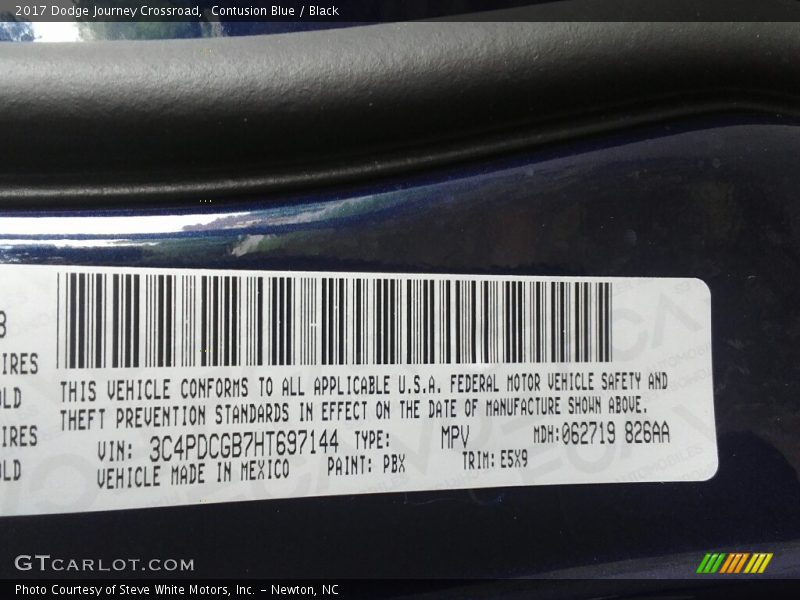 2017 Dodge Journey Crossroad,  Contusion Blue / Black
THIS VEHICLE CONFORMS TO ALL APPLICABLE U.S.A. FEDERAL MOTOR VEHICLE SAFETY AND
IRES
THEFT PREVENTION STANDARDS IN EFFECT ON THE DATE OF MANUFACTURE SHOWN ABOVE.
OLD
VIN: 3C4PDCGB7HT697144 TYPE: MPV MDH:062719 826AA
IRES
VEHICLE MADE IN MEXICO PAINT: PBX TRIM: E5X9
OLD
GTCARLOT.COM
Photo Courtesy of Steve White Motors, Inc. – Newton, NC